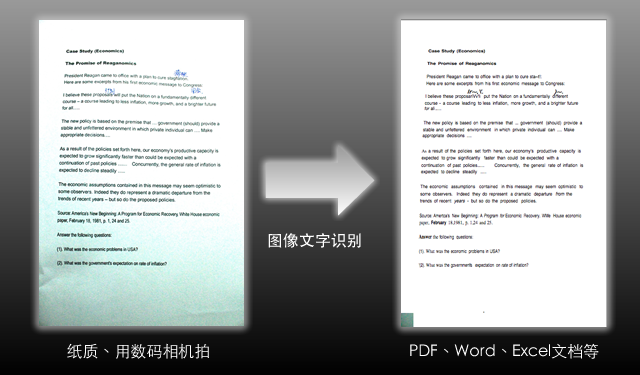 Case Study (Economics)
The Promise of Reaganomics
President Reagan came to office with a plan to cure stagflation.
Here are some excerpts from his first economic message to Congress:
I believe these proposals will put the Nation on a fundamentally different
course – a course leading to less inflation, more growth, and a brighter future
for all....
The new policy is based on the premise that ... government (should) provide a
stable and unfettered environment in which private individual can .... Make
appropriate decisions....
As a result of the policies set forth here, our economy's productive capacity is
expected to grow significantly faster than could be expected with a
continuation of past policies ..... Concurrently, the general rate of inflation is
expected to decline steadily ......
The economic assumptions contained in this message may seem optimistic to
some observers. Indeed they do represent a dramatic departure from the
trends of recent years – but so do the proposed policies.
Source: America's New Beginning: A Program for Economic Recovery, White House economic
paper, February 18, 1981, p. 1, 24 and 25.
Answer the following questions:
(1). What was the economic problems in USA?
(2). What was the government's expectation on rate of inflation?
图像文字识别
Case Study (Economics)
The Promise of Reaganomics
President Reagan came to office with a plan to cure
Here are some excerpts from his first economic message to Congress:
I believe these put the Nation on a fundamentally different
course – a course leading to less inflation, more growth, and a brighter future
for all....
The new policy is based on the premise that ... government (should) provide a
stable and unfettered environment in which private individual can .... Make
appropriate decisions ....
As a result of the policies set forth here, our economy's productive capacity is
expected to grow significantly faster than could be expected with a
continuation of past policies ..... Concurrently, the general rate of inflation is
expected to decline steadily ......
The economic assumptions contained in this message may seem optimistic to
some observers. Indeed they do represent a dramatic departure from the
trends of recent years – but so do the proposed policies.
Source: America's New Beginning: A Program for Economic Recovery, White House economic
paper, February 18,1981, p. 1,24 and 25.
Answer the following questions:
(1) What was the economic problems in USA?
(2) What was the governments expectation on rate of inflation?
纸质、用数码相机拍
PDF、Word、Excel文档等